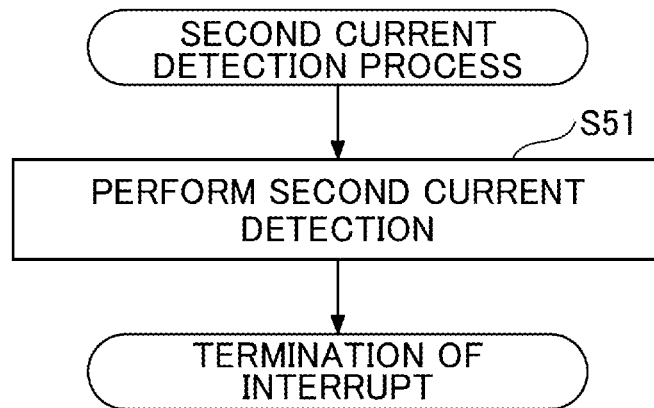 SECOND CURRENT
DETECTION PROCESS
S51
PERFORM SECOND CURRENT
DETECTION
TERMINATION OF
INTERRUPT